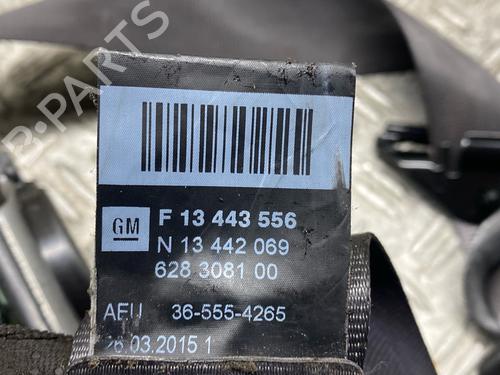 B-PARTS
GM
F 13 443 556
N 13 442 069
628 3081 00
AEU 36-555-4265
26.03.2015 1